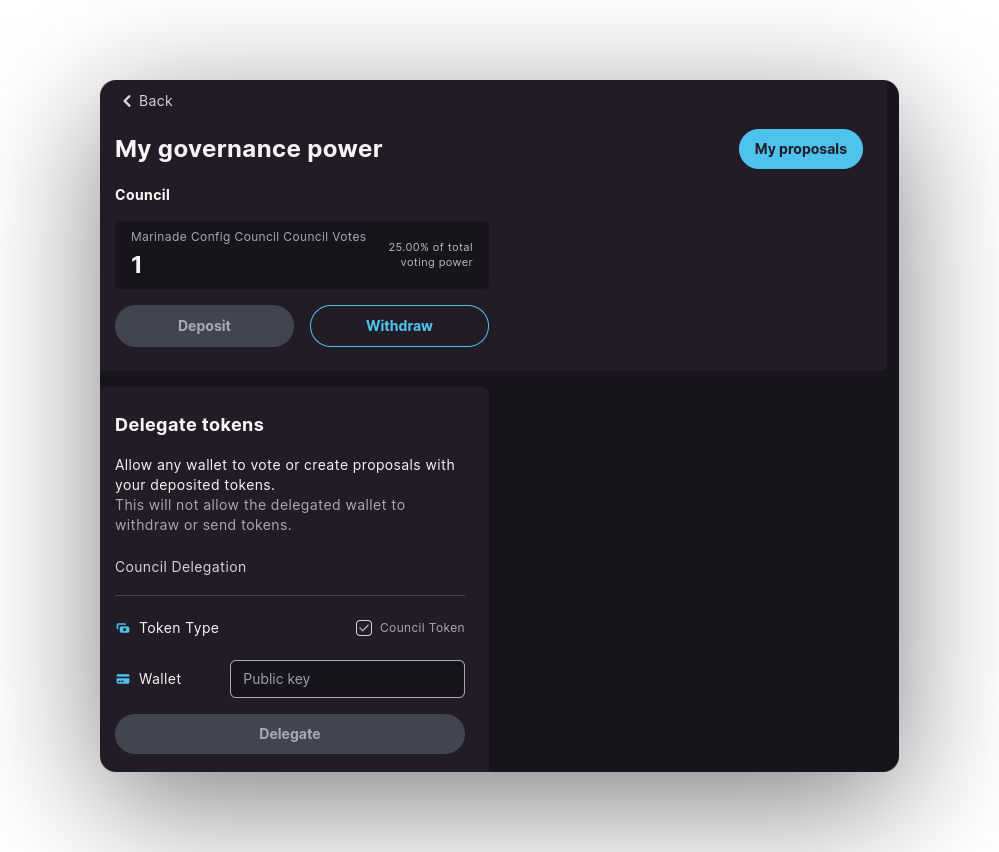 Back
My governance power
My proposals
Council
Marinade Config Council Council Votes
1
25.00% of total
voting power
Deposit
Withdraw
Delegate tokens
Allow any wallet to vote or create proposals with
your deposited tokens.
This will not allow the delegated wallet to
withdraw or send tokens.
Council Delegation
Token Type
Council Token
Wallet
Public key
Delegate